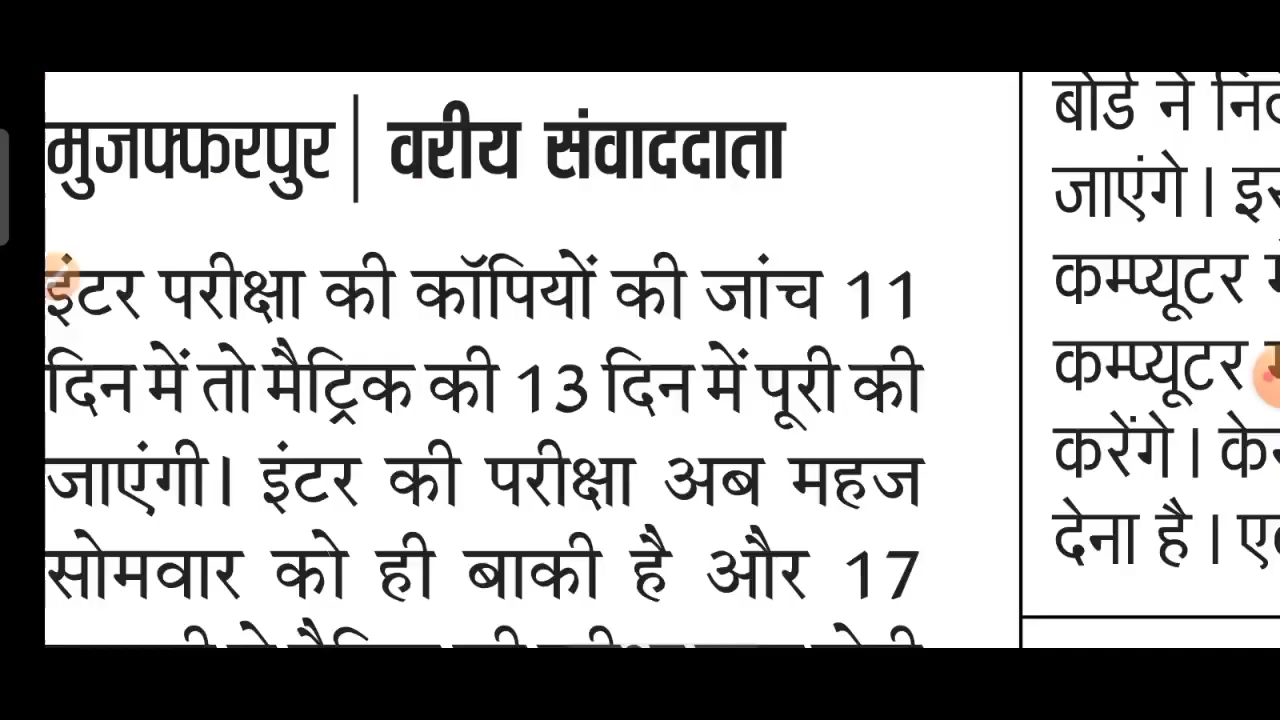 मुजफ्फरपुर | वरीय संवाददाता
इंटर परीक्षा की कॉपियों की जांच 11
दिन में तो मैट्रिक की 13 दिन में पूरी की
जाएंगी। इंटर की परीक्षा अब महज
सोमवार को ही बाकी है और 17
बोर्ड ने
जाएंगे।
कम्प्यूटर
कम्प्यूटर
करेंगे।
देना है।